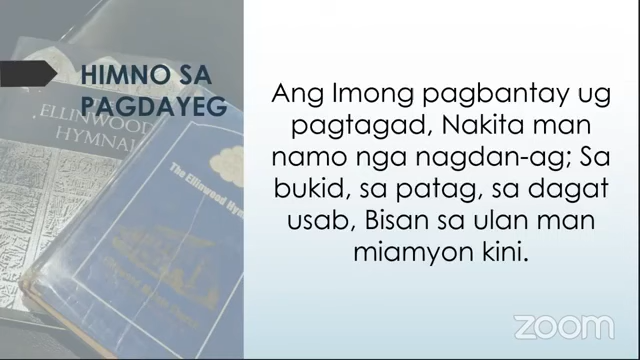 HIMNO SA
PAGDAYEG
ELLINWOOD
HYMNAL
The Ellinwood
Ang Imong pagbantay ug
pagtagad, Nakita man
namo nga nagdan-ag; Sa
bukid, sa patag, sa dagat
usab, Bisan sa ulan man
miamyon kini.
zoom